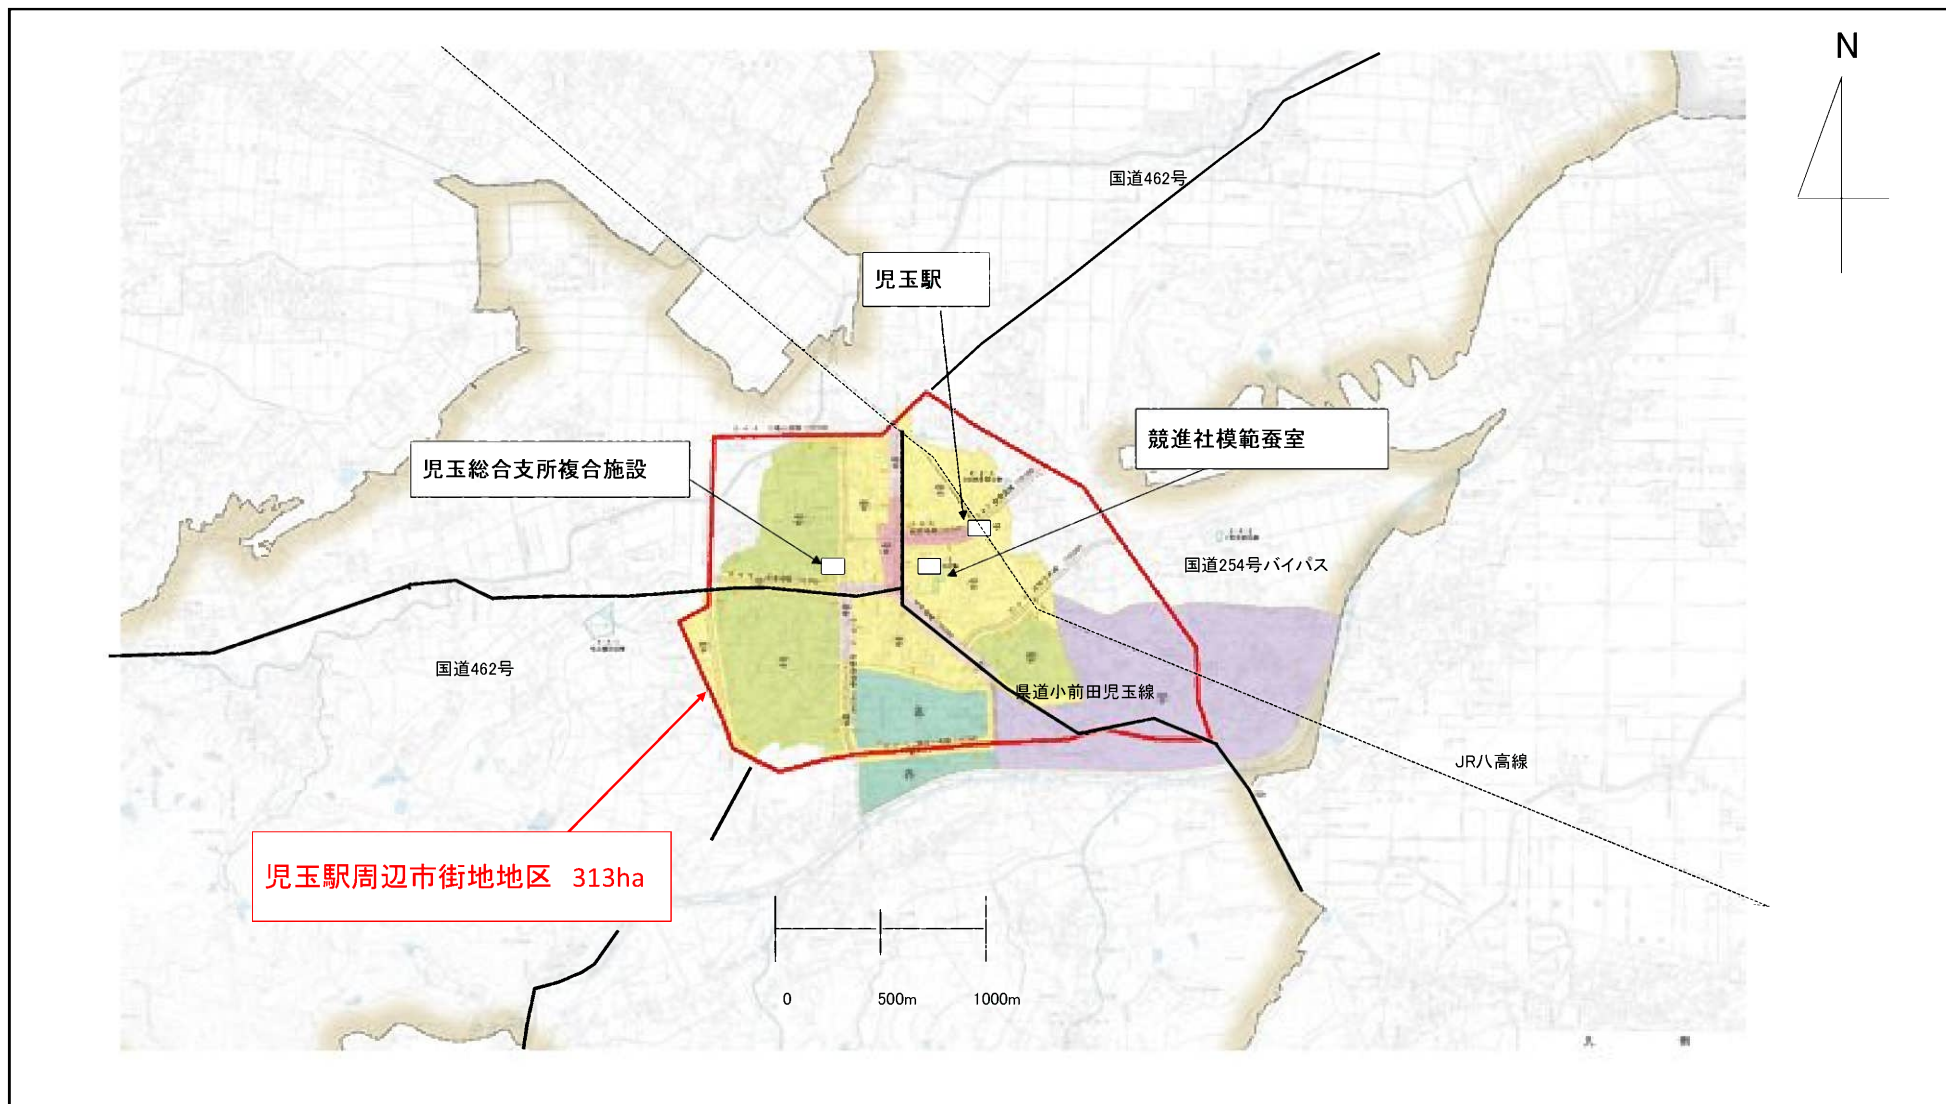 N
国道462号
児玉駅
競進社模範蚕室
児玉総合支所複合施設
国道254号バイパス
国道462号
県道小前田児玉線
JR八高線
児玉駅周辺市街地地区 313ha
0 500m 1000m